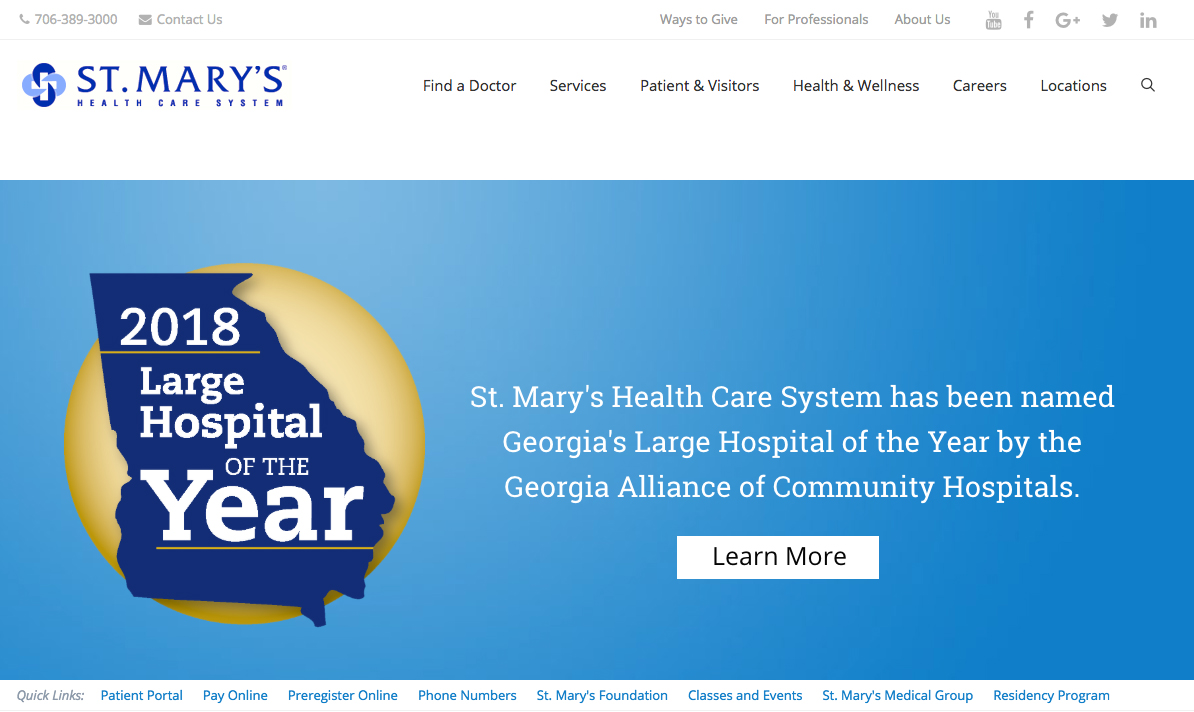 706-389-3000 Contact Us Ways to Give For Professionals About Us You Tube f G+ in
ST. MARY'S®
HEALTH CARE SYSTEM
Find a Doctor Services Patient & Visitors Health & Wellness Careers Locations
2018
Large
Hospital
OF THE
Year
St. Mary's Health Care System has been named
Georgia's Large Hospital of the Year by the
Georgia Alliance of Community Hospitals.
Learn More
Quick Links: Patient Portal Pay Online Preregister Online Phone Numbers St. Mary's Foundation Classes and Events St. Mary's Medical Group Residency Program